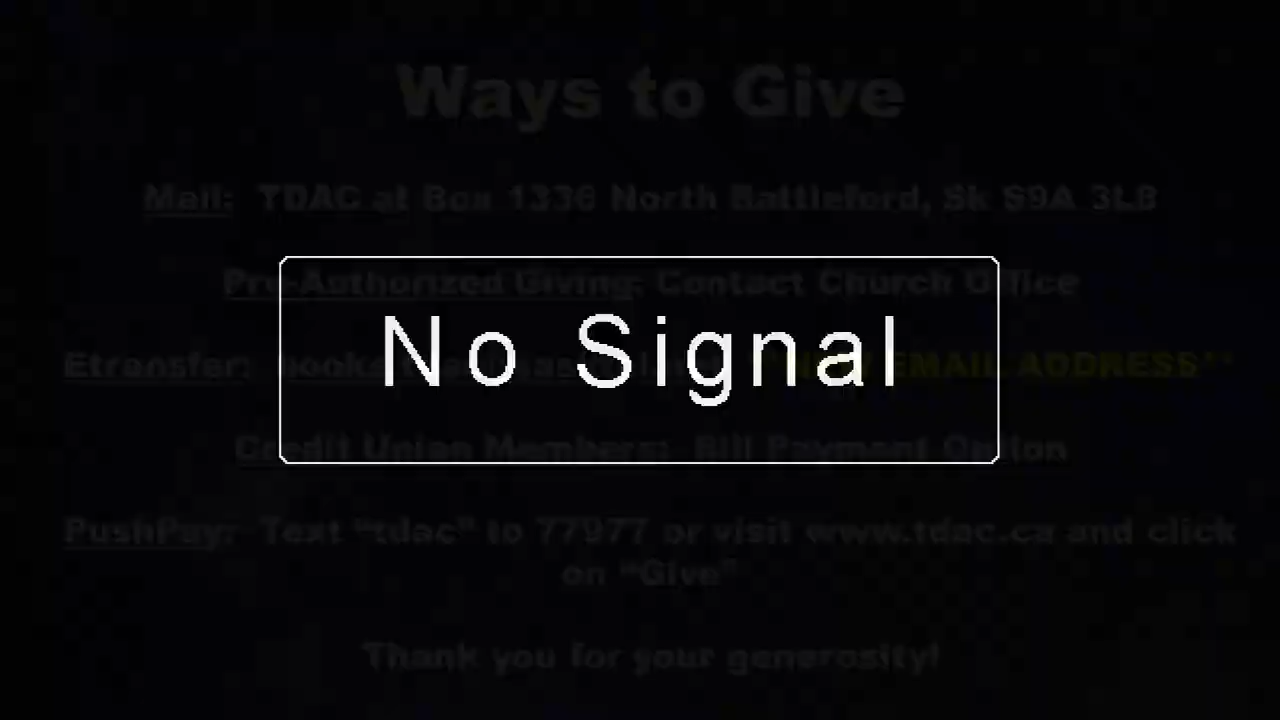 Ways to Give
Mail: TDAC at Box 1336 North Battleford, Sk S9A 3L8
Pre-Authorized Giving: Contact Church Office
No Signal
Etransfer: EMAIL ADDRESS**
Credit Union Members: Bill Payment Option
PushPay: Text “tdac” to 77977 or visit www.tdac.ca and click
on “Give”
Thank you for your generosity!